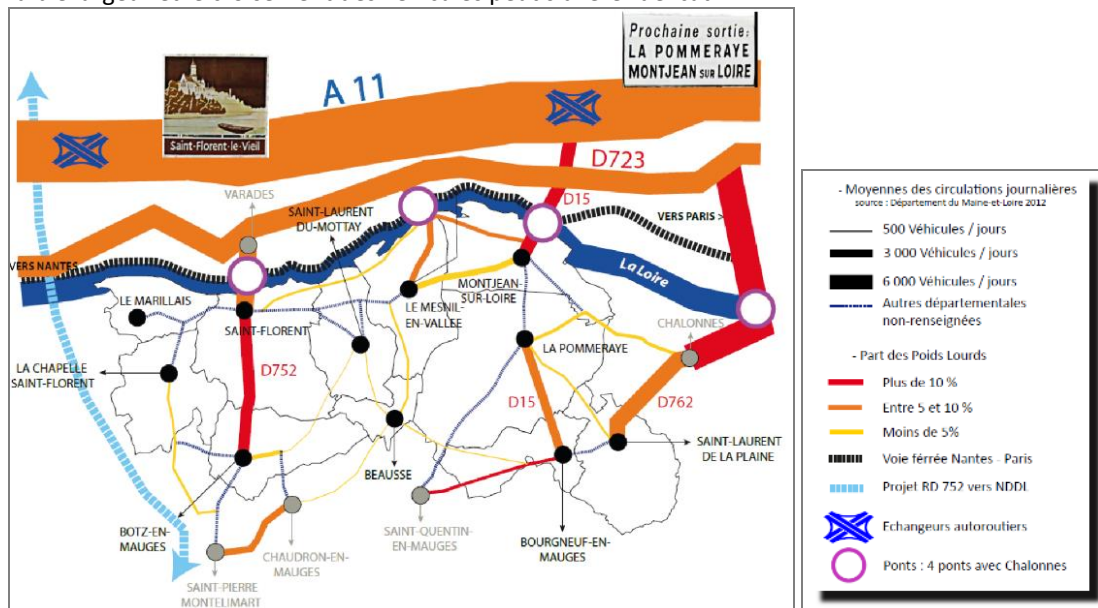 Prochaine sortie:
LA POMMERAYE
MONTJEAN SUR LOIRE
A 11
Saint-Florent-le-Vieil
D723
VARADES
D15
SAINT-LAURENT
DU-MOTTAY
VERS PARIS >
VERS NANTES
La Loire
LE MARILLAIS
SAINT-FLORENT
LE MESNIL-
EN-VALLÉE
MONTJEAN-
SUR-LOIRE
CHALONNES
LA POMMERAYE
LA CHAPELLE
SAINT-FLORENT
D752
D15
D762
SAINT-LAURENT
DE LA PLAINE
BEAUSSE
BOTZ-EN-
MAUGES
CHAUDRON-EN-
MAUGES
SAINT-QUENTIN-
EN-MAUGES
BOURGNEUF-EN-
MAUGES
SAINT-PIERRE
MONTELIMART
- Moyennes des circulations journalières
source : Département du Maine-et-Loire 2012
500 Véhicules / jours
3 000 Véhicules / jours
6 000 Véhicules / jours
Autres départementales
non-renseignées
- Part des Poids Lourds
Plus de 10 %
Entre 5 et 10 %
Moins de 5%
Voie férrée Nantes - Paris
Projet RD 752 vers NDDL
Echangeurs autoroutiers
Ponts : 4 ponts avec Chalonnes